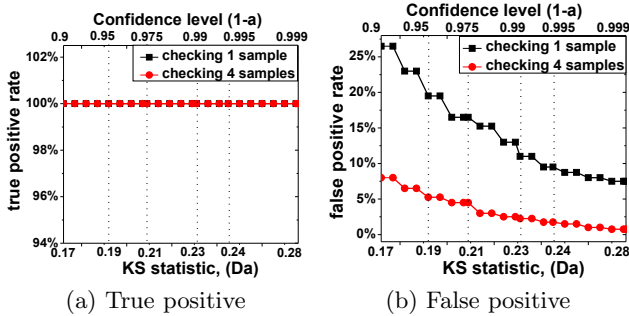 Confidence level (1-a)
0.9 0.95 0.975 0.99 0.995 0.999
102%
100%
98%
96%
94%
true positive rate
checking 1 sample
checking 4 samples
0.17 0.19 0.21 0.23 0.24 0.28
KS statistic, (Da)
(a) True positive
Confidence level (1-a)
0.9 0.95 0.975 0.99 0.995 0.999
25%
20%
15%
10%
5%
0%
false positive rate
checking 1 sample
checking 4 samples
0.17 0.19 0.21 0.23 0.24 0.28
KS statistic, (Da)
(b) False positive